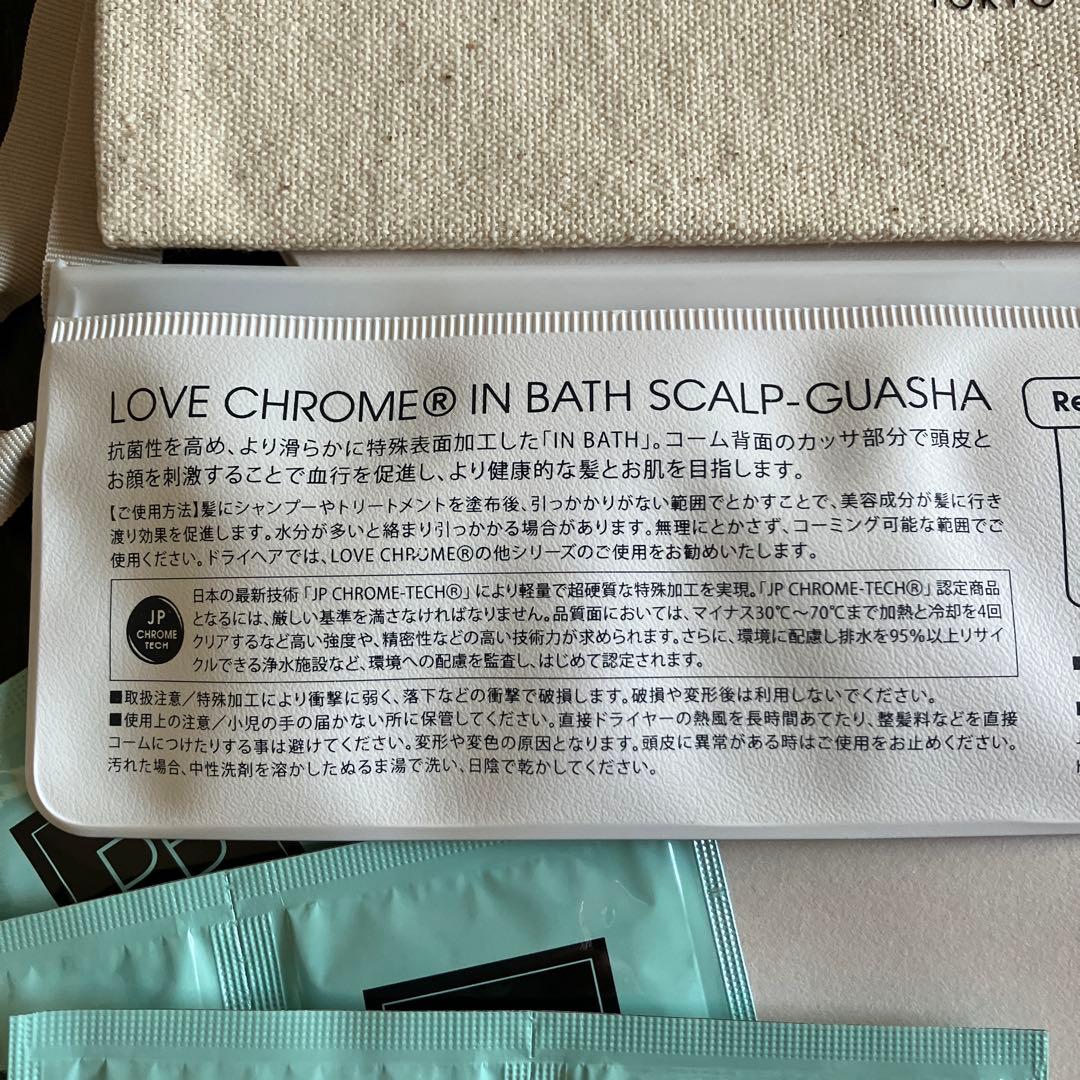 TOKYO
LOVE CHROME® IN BATH SCALP-GUASHA
抗菌性を高め、より滑らかに特殊表面加工した「IN BATH」。コーム背面のカッサ部分で頭皮と
お顔を刺激することで血行を促進し、より健康的な髪とお肌を目指します。
【ご使用方法】髪にシャンプーやトリートメントを塗布後、引っかかりがない範囲でとかすことで、美容成分が髪に行き
渡り効果を促進します。水分が多いと絡まり引っかかる場合があります。無理にとかさず、コーミング可能な範囲でご
使用ください。ドライヘアでは、LOVE CHROME®の他シリーズのご使用をお勧めいたします。
JP
CHROME
TECH
日本の最新技術「JP CHROME-TECH®」により軽量で超硬質な特殊加工を実現。「JP CHROME-TECH®」認定商品
となるには、厳しい基準を満さなければなりません。品質面においては、マイナス30℃〜70℃まで加熱と冷却を4回
クリアするなど高い強度や、精密性などの高い技術力が求められます。さらに、環境に配慮し排水を95%以上リサイ
クルできる浄水施設など、環境への配慮を監査し、はじめて認定されます。
■取扱注意／特殊加工により衝撃に弱く、落下などの衝撃で破損します。破損や変形後は利用しないでください。
■使用上の注意／小児の手の届かない所に保管してください。直接ドライヤーの熱風を長時間あてたり、整髪料などを直接
コームにつけたりする事は避けてください。変形や変色の原因となります。頭皮に異常がある時はご使用をお止めください。
汚れた場合、中性洗剤を溶かしたぬるま湯で洗い、日陰で乾かしてください。
Re